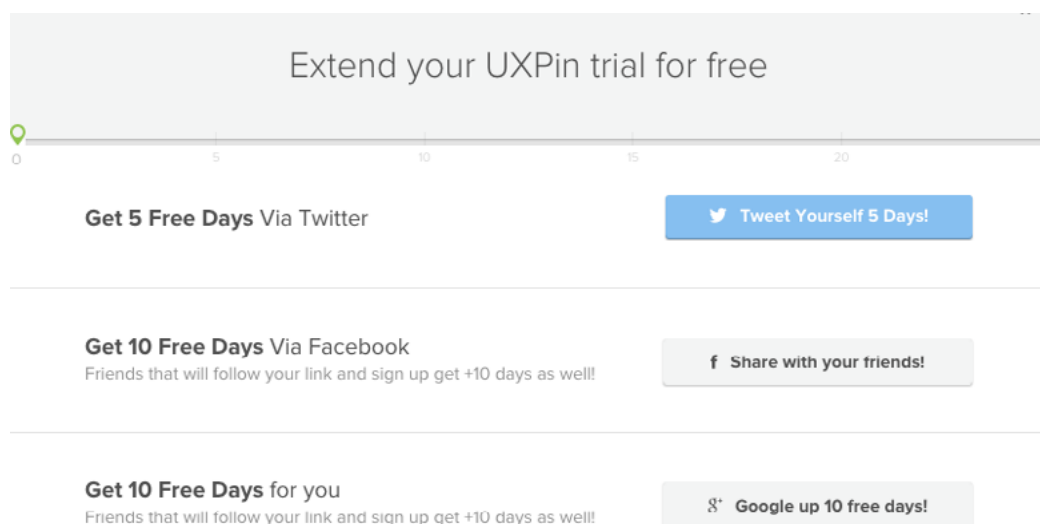 Extend your UXPin trial for free
0 5 10 15 20
Get 5 Free Days Via Twitter
Tweet Yourself 5 Days!
Get 10 Free Days Via Facebook
Friends that will follow your link and sign up get +10 days as well!
f Share with your friends!
Get 10 Free Days for you
Friends that will follow your link and sign up get +10 days as well!
g+ Google up 10 free days!